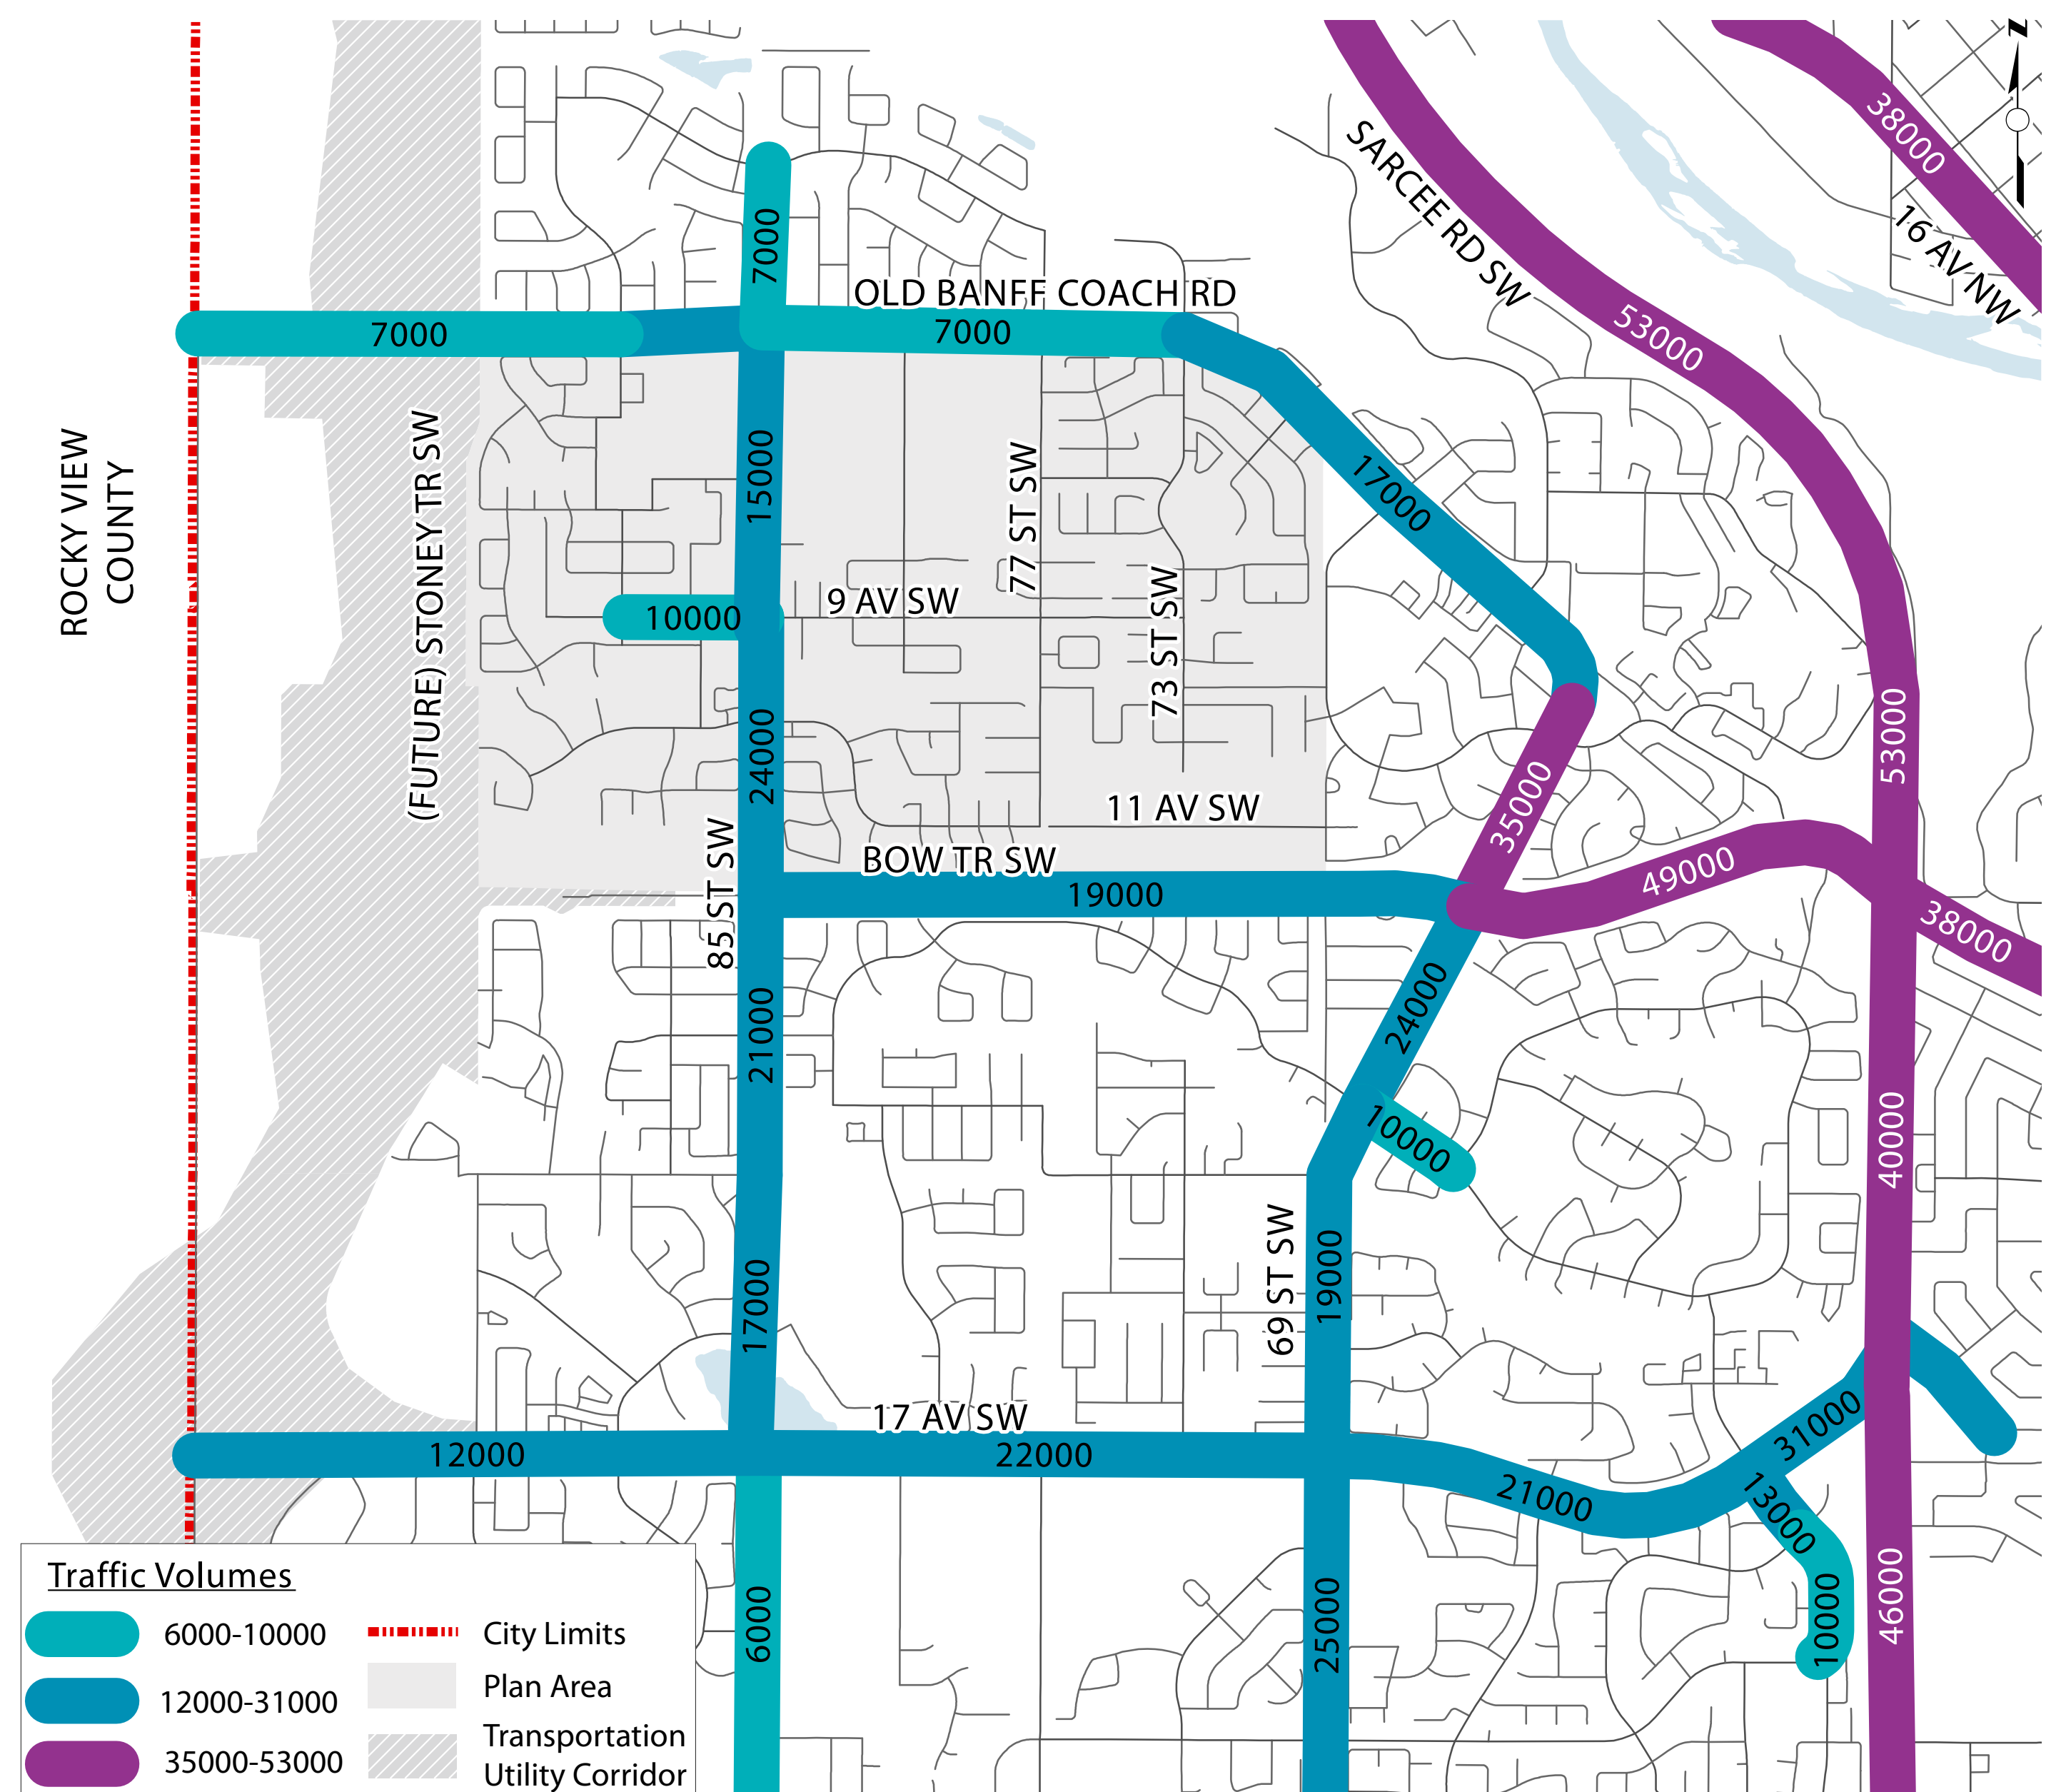 N
38000
SARCEE RD SW
16 AV NW
7000
OLD BANFF COACH RD
7000
7000
53000
ROCKY VIEW
COUNTY
(FUTURE) STONEY TR SW
15000
77 ST SW
17000
10000
9 AV SW
73 ST SW
24000
53000
35000
11 AV SW
85 ST SW
BOW TR SW
19000
49000
38000
21000
24000
10000
40000
17000
69 ST SW
19000
17 AV SW
12000
22000
21000
31000
13000
6000
25000
10000
46000
Traffic Volumes
6000-10000
City Limits
12000-31000
Plan Area
35000-53000
Transportation
Utility Corridor